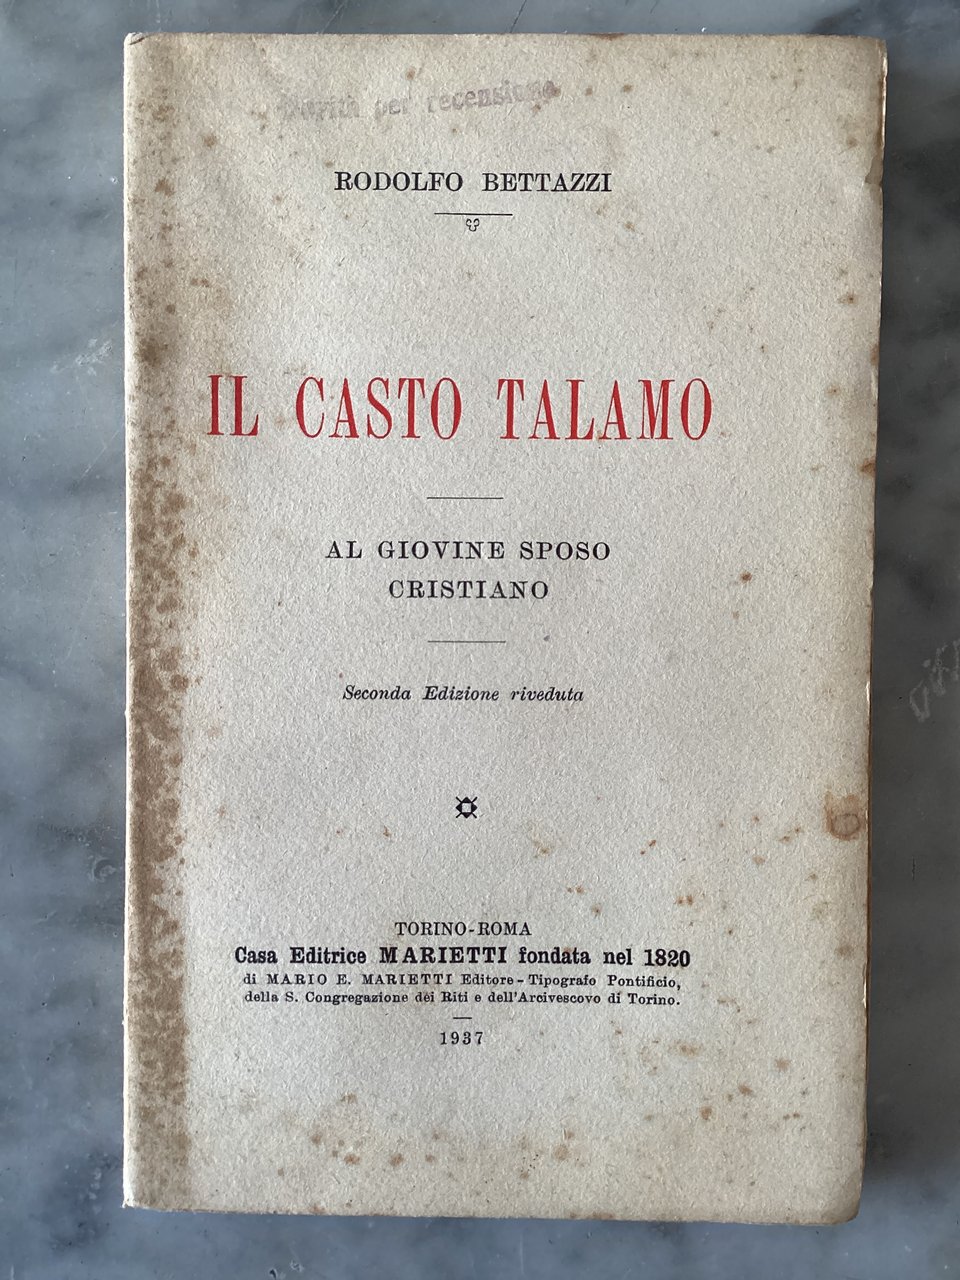 per recensione
RODOLFO BETTAZZI
IL CASTO TALAMO
AL GIOVINE SPOSO
CRISTIANO
Seconda Edizione riveduta
TORINO-ROMA
Casa Editrice MARIETTI fondata nel 1820
di MARIO E. MARIETTI Editore - Tipografo Pontificio,
della S. Congregazione dei Riti e dell'Arcivescovo di Torino.
1937